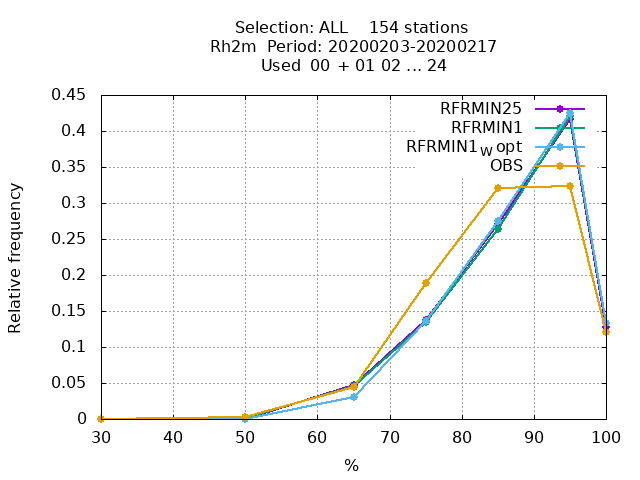 Selection: ALL    154 stations
Rh2m  Period: 20200203-20200217
Used  00 + 01 02 ... 24
Relative frequency
0.45
0.4
0.35
0.3
0.25
0.2
0.15
0.1
0.05
0
RFRMIN25
RFRMIN1
RFRMIN1_W opt
OBS
30 40 50 60 70 80 90 100
%